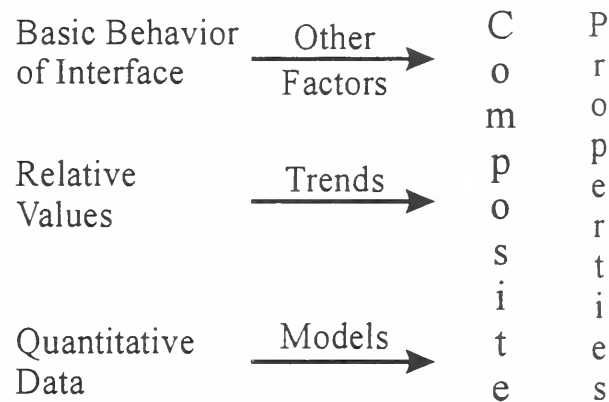 Basic Behavior
of Interface
Other
Factors
Relative
Values
Trends
Quantitative
Data
Models
Composite
Properties